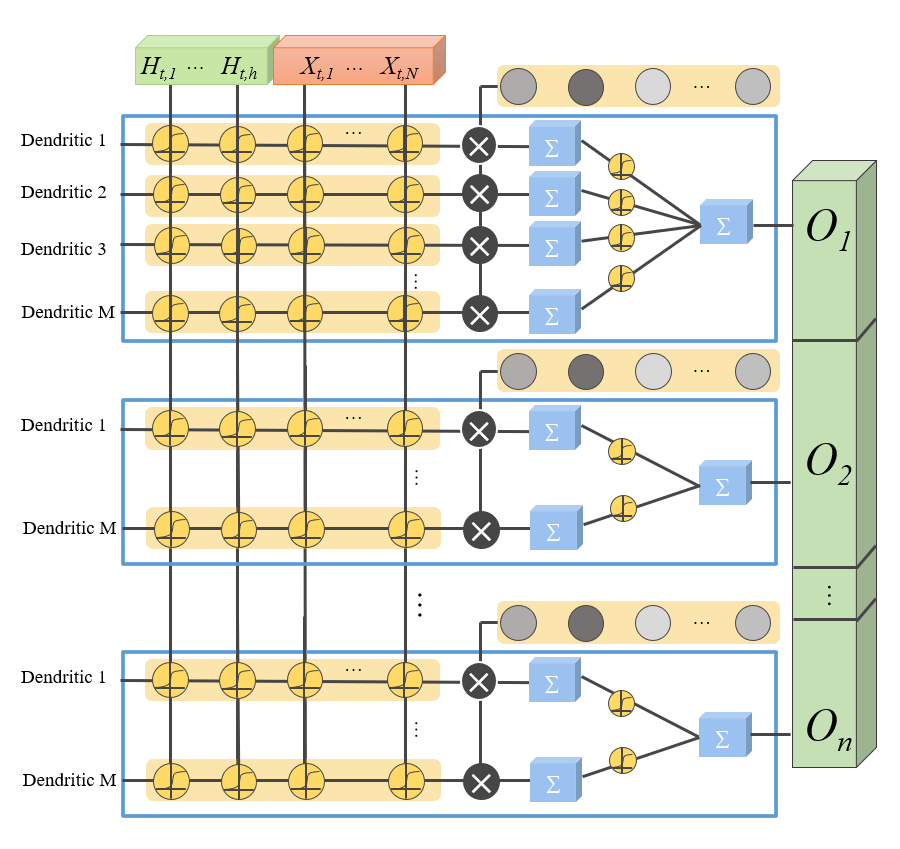 H_{t,1} ... H_{t,h} X_{t,1} ... X_{t,N}
...
Dendritic 1 ... Σ
Dendritic 2 Σ
Σ O_1
Dendritic 3 Σ
⋮
Dendritic M Σ
...
Dendritic 1 ... Σ
⋮ Σ O_2
Dendritic M Σ
⋮ ⋮
...
Dendritic 1 ... Σ
⋮ Σ O_n
Dendritic M Σ